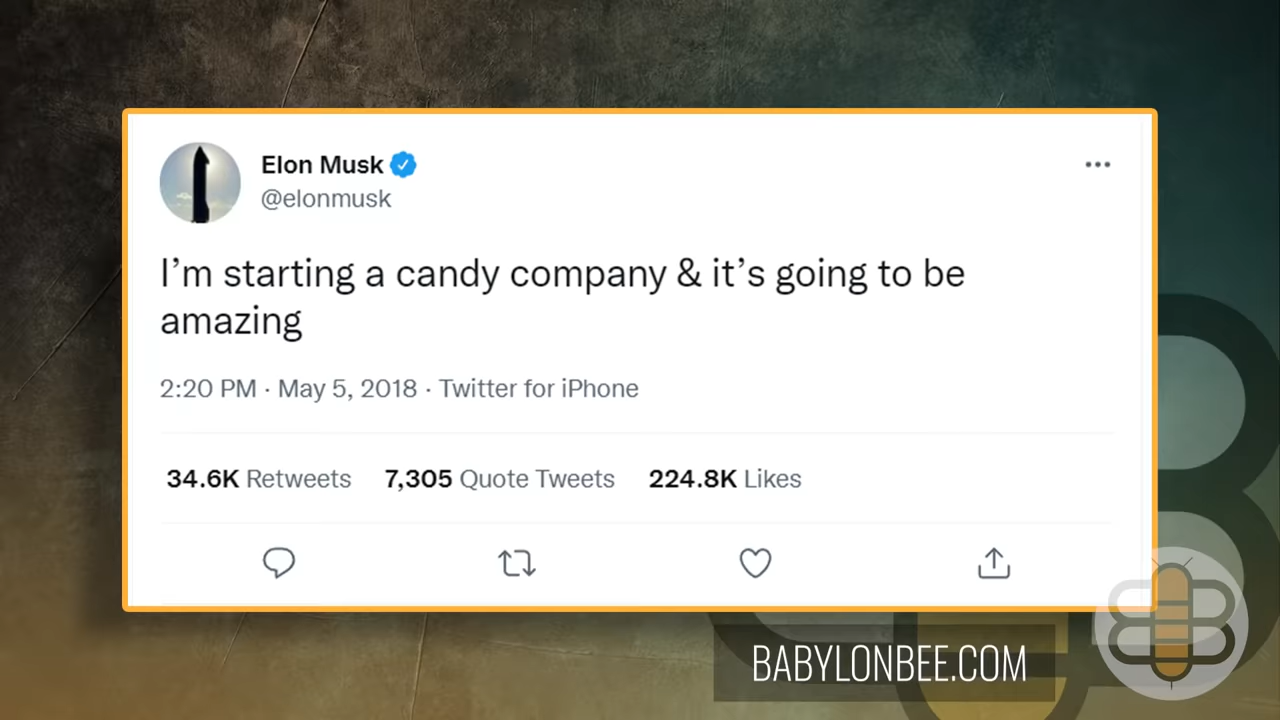 Elon Musk
@elonmusk
I’m starting a candy company & it’s going to be
amazing
2:20 PM · May 5, 2018 · Twitter for iPhone
34.6K Retweets 7,305 Quote Tweets 224.8K Likes
BABYLONBEE.COM